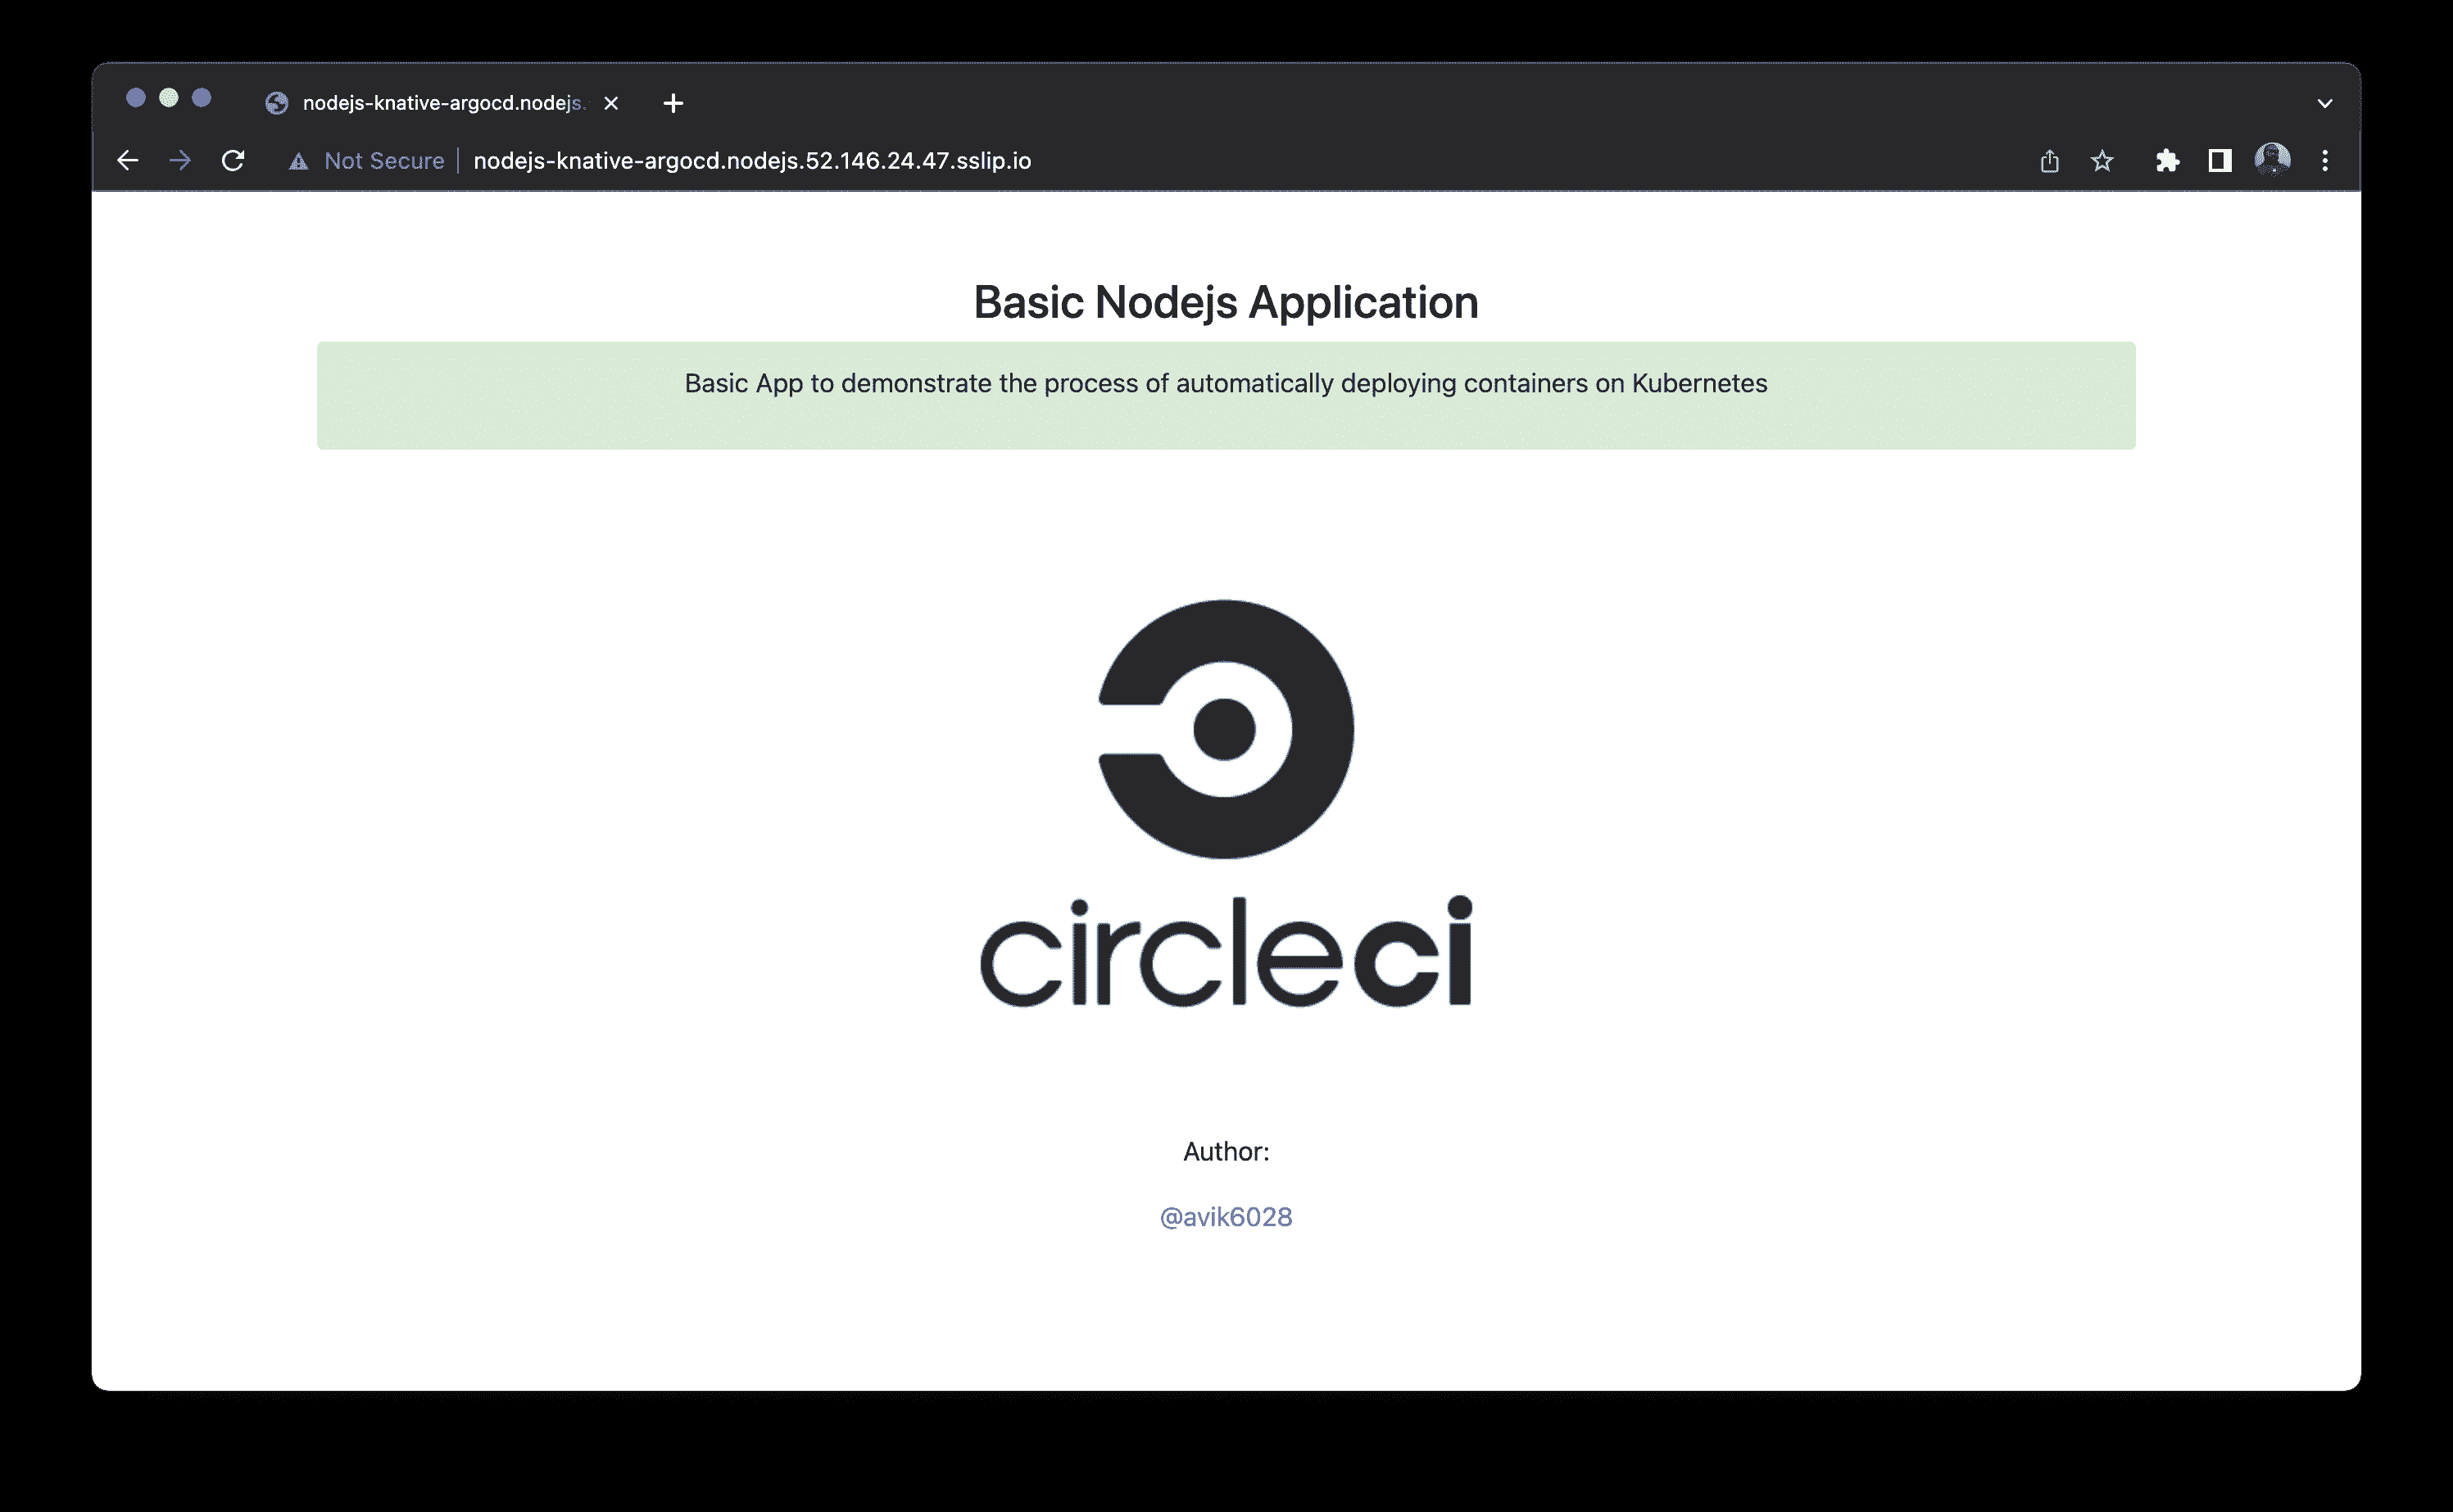 nodejs-knative-argocd.nodejs.
Not Secure
nodejs-knative-argocd.nodejs.52.146.24.47.sslip.io
Basic Nodejs Application
Basic App to demonstrate the process of automatically deploying containers on Kubernetes
circleci
Author:
@avik6028